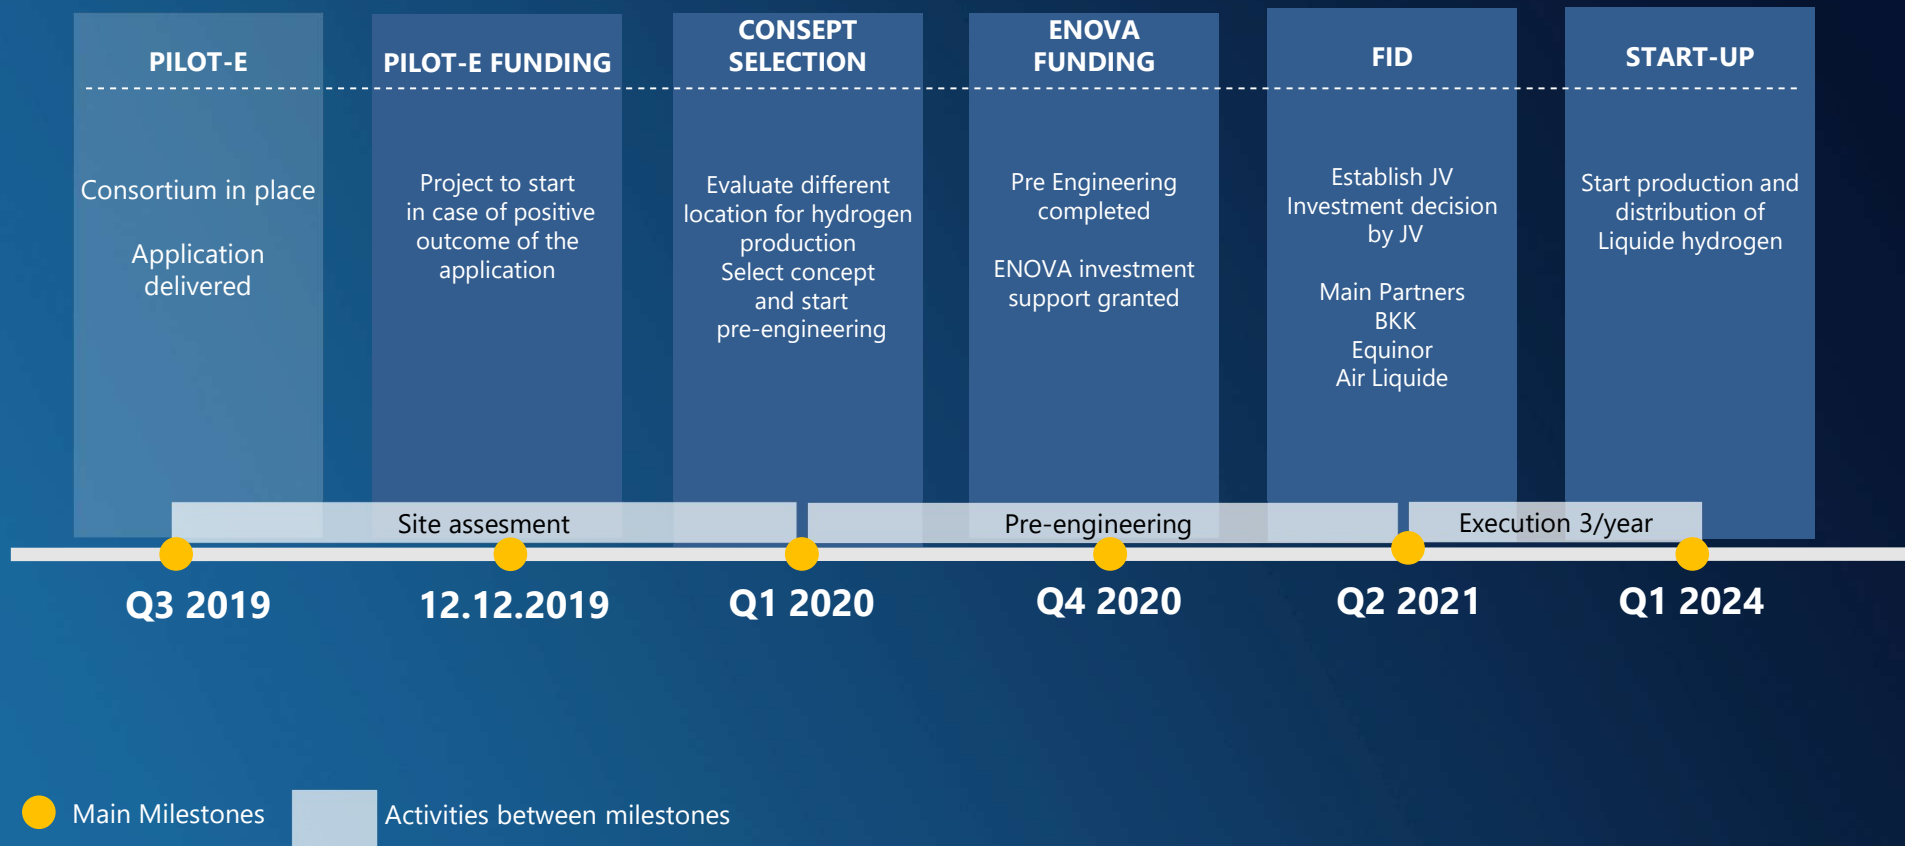 PILOT-E
Consortium in place
Application
delivered
PILOT-E FUNDING
Project to start
in case of positive
outcome of the
application
CONSEPT
SELECTION
Evaluate different
location for hydrogen
production
Select concept
and start
pre-engineering
ENOVA
FUNDING
Pre Engineering
completed
ENOVA investment
support granted
FID
Establish JV
Investment decision
by JV
Main Partners
BKK
Equinor
Air Liquide
START-UP
Start production and
distribution of
Liquide hydrogen
Site assesment
Pre-engineering
Execution 3/year
Q3 2019
12.12.2019
Q1 2020
Q4 2020
Q2 2021
Q1 2024
Main Milestones
Activities between milestones